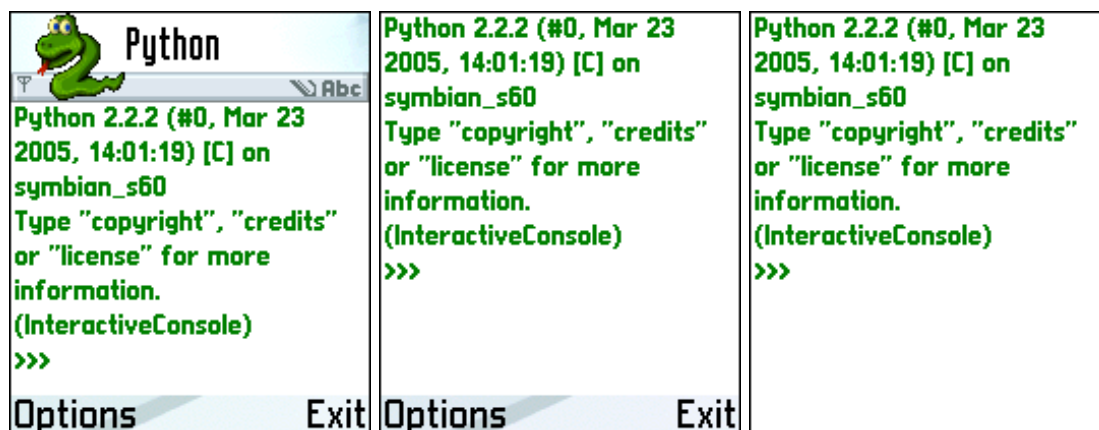 Python
Abc
Python 2.2.2 (#0, Mar 23
2005, 14:01:19) [C] on
symbian_s60
Type "copyright", "credits"
or "license" for more
information.
(InteractiveConsole)
>>>
Options Exit
Python 2.2.2 (#0, Mar 23
2005, 14:01:19) [C] on
symbian_s60
Type "copyright", "credits"
or "license" for more
information.
(InteractiveConsole)
>>>
Options Exit
Python 2.2.2 (#0, Mar 23
2005, 14:01:19) [C] on
symbian_s60
Type "copyright", "credits"
or "license" for more
information.
(InteractiveConsole)
>>>